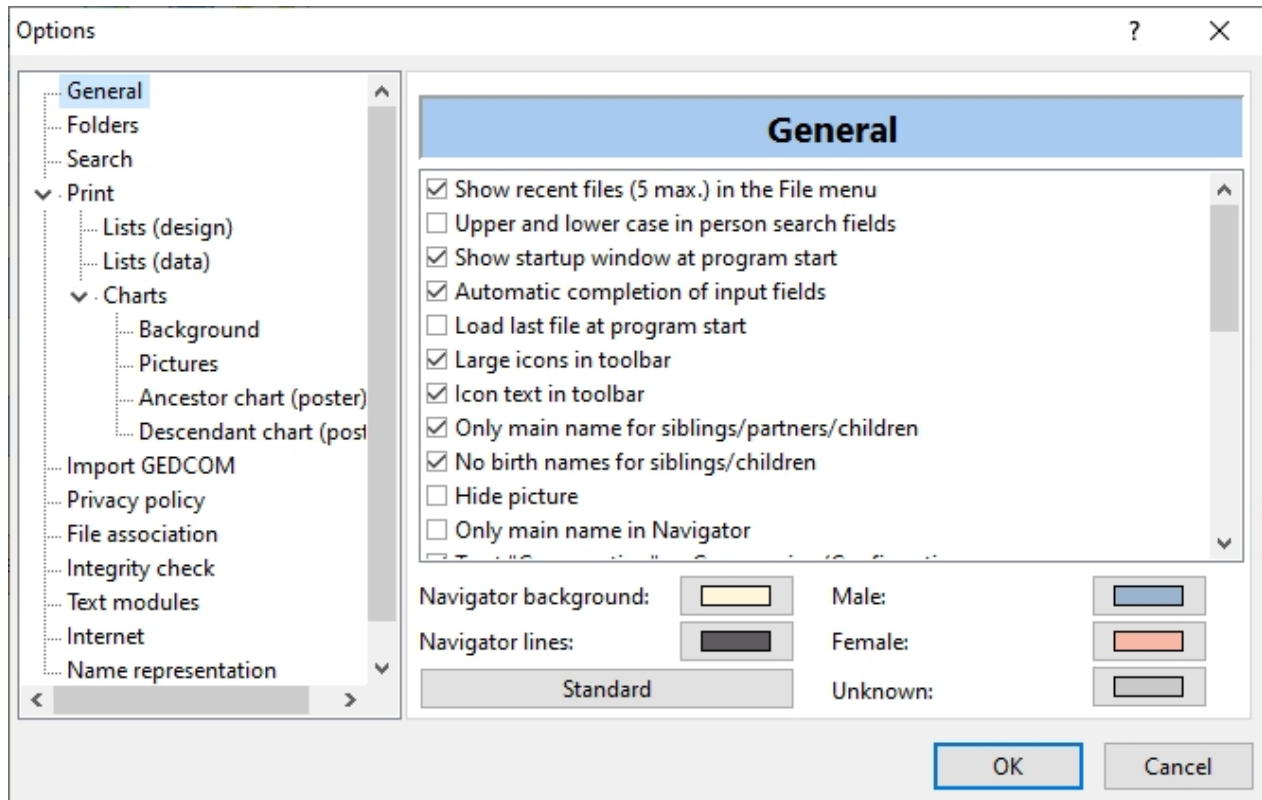 Options
General
Folders
Search
Print
Lists (design)
Lists (data)
Charts
Background
Pictures
Ancestor chart (poster)
Descendant chart (post
Import GEDCOM
Privacy policy
File association
Integrity check
Text modules
Internet
Name representation
General
Show recent files (5 max.) in the File menu
Upper and lower case in person search fields
Show startup window at program start
Automatic completion of input fields
Load last file at program start
Large icons in toolbar
Icon text in toolbar
Only main name for siblings/partners/children
No birth names for siblings/children
Hide picture
Only main name in Navigator
Navigator background:
Male:
Navigator lines:
Female:
Standard
Unknown:
OK
Cancel